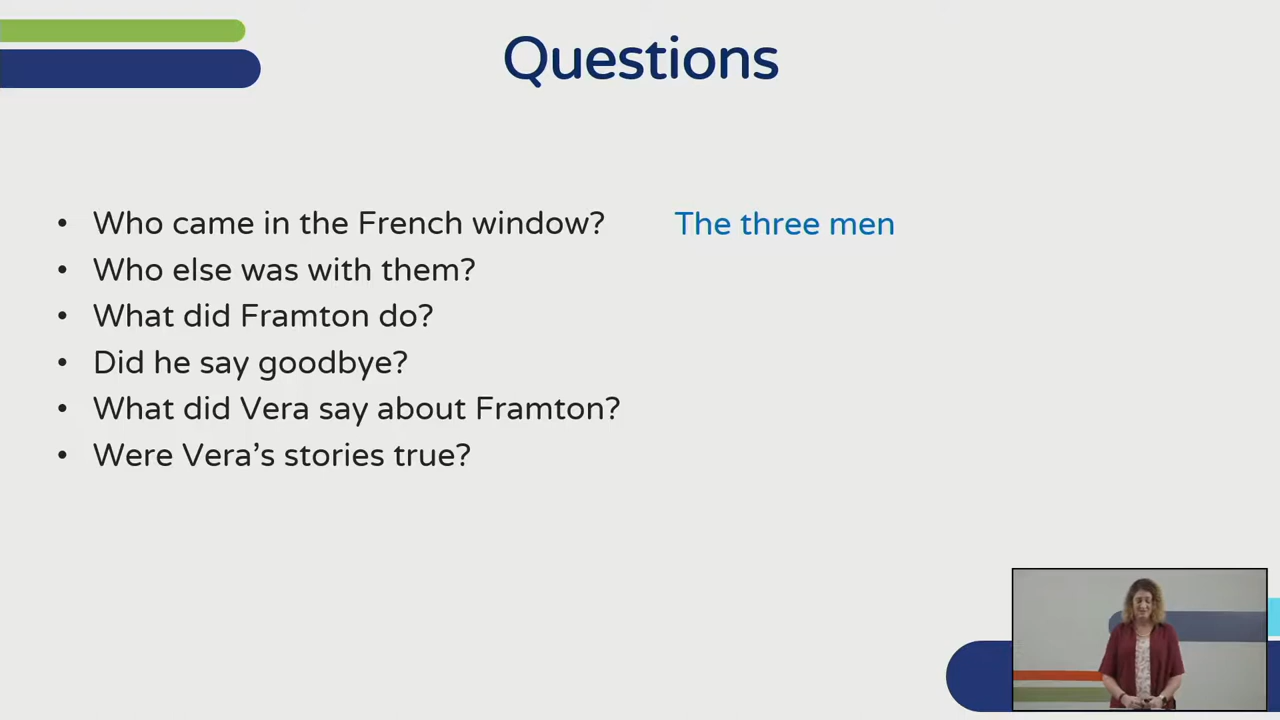 Questions
• Who came in the French window? The three men
• Who else was with them?
• What did Framton do?
• Did he say goodbye?
• What did Vera say about Framton?
• Were Vera’s stories true?